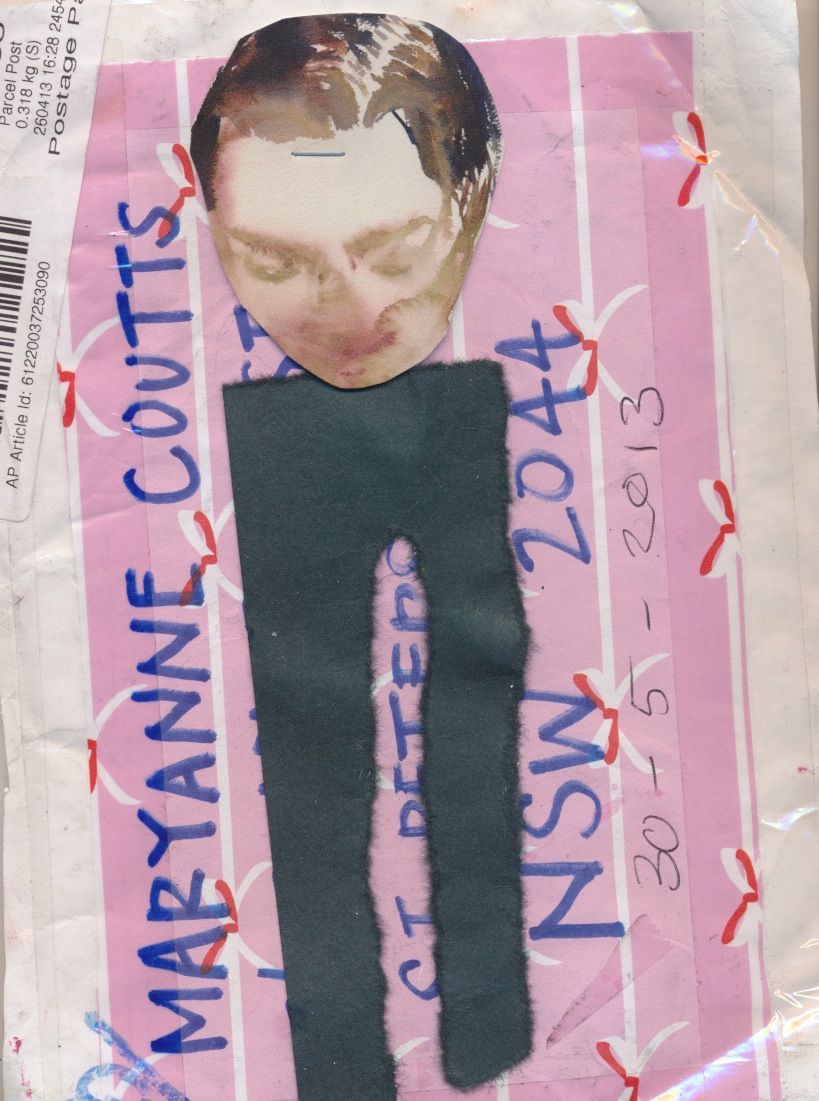 Parcel Post
0.318 kg (S)
260413 16:28 2454
Postage Pa
AP Article Id: 61220037253090
MARYANNE COUTTS
ST PETERS
NSW 2044
30-5-2013